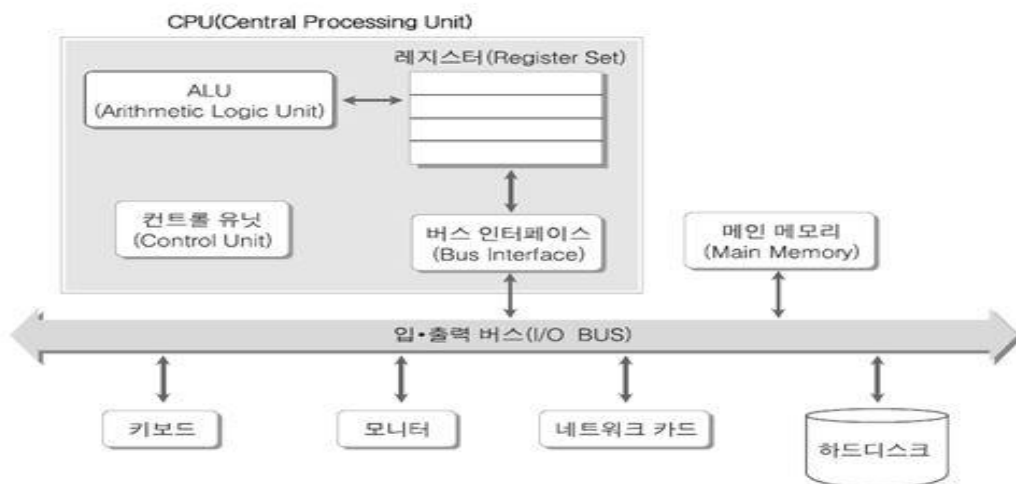 CPU(Central Processing Unit)
레지스터(Register Set)
ALU
(Arithmetic Logic Unit)
컨트롤 유닛
(Control Unit)
버스 인터페이스
(Bus Interface)
메인 메모리
(Main Memory)
입•출력 버스(I/O BUS)
키보드
모니터
네트워크 카드
하드디스크